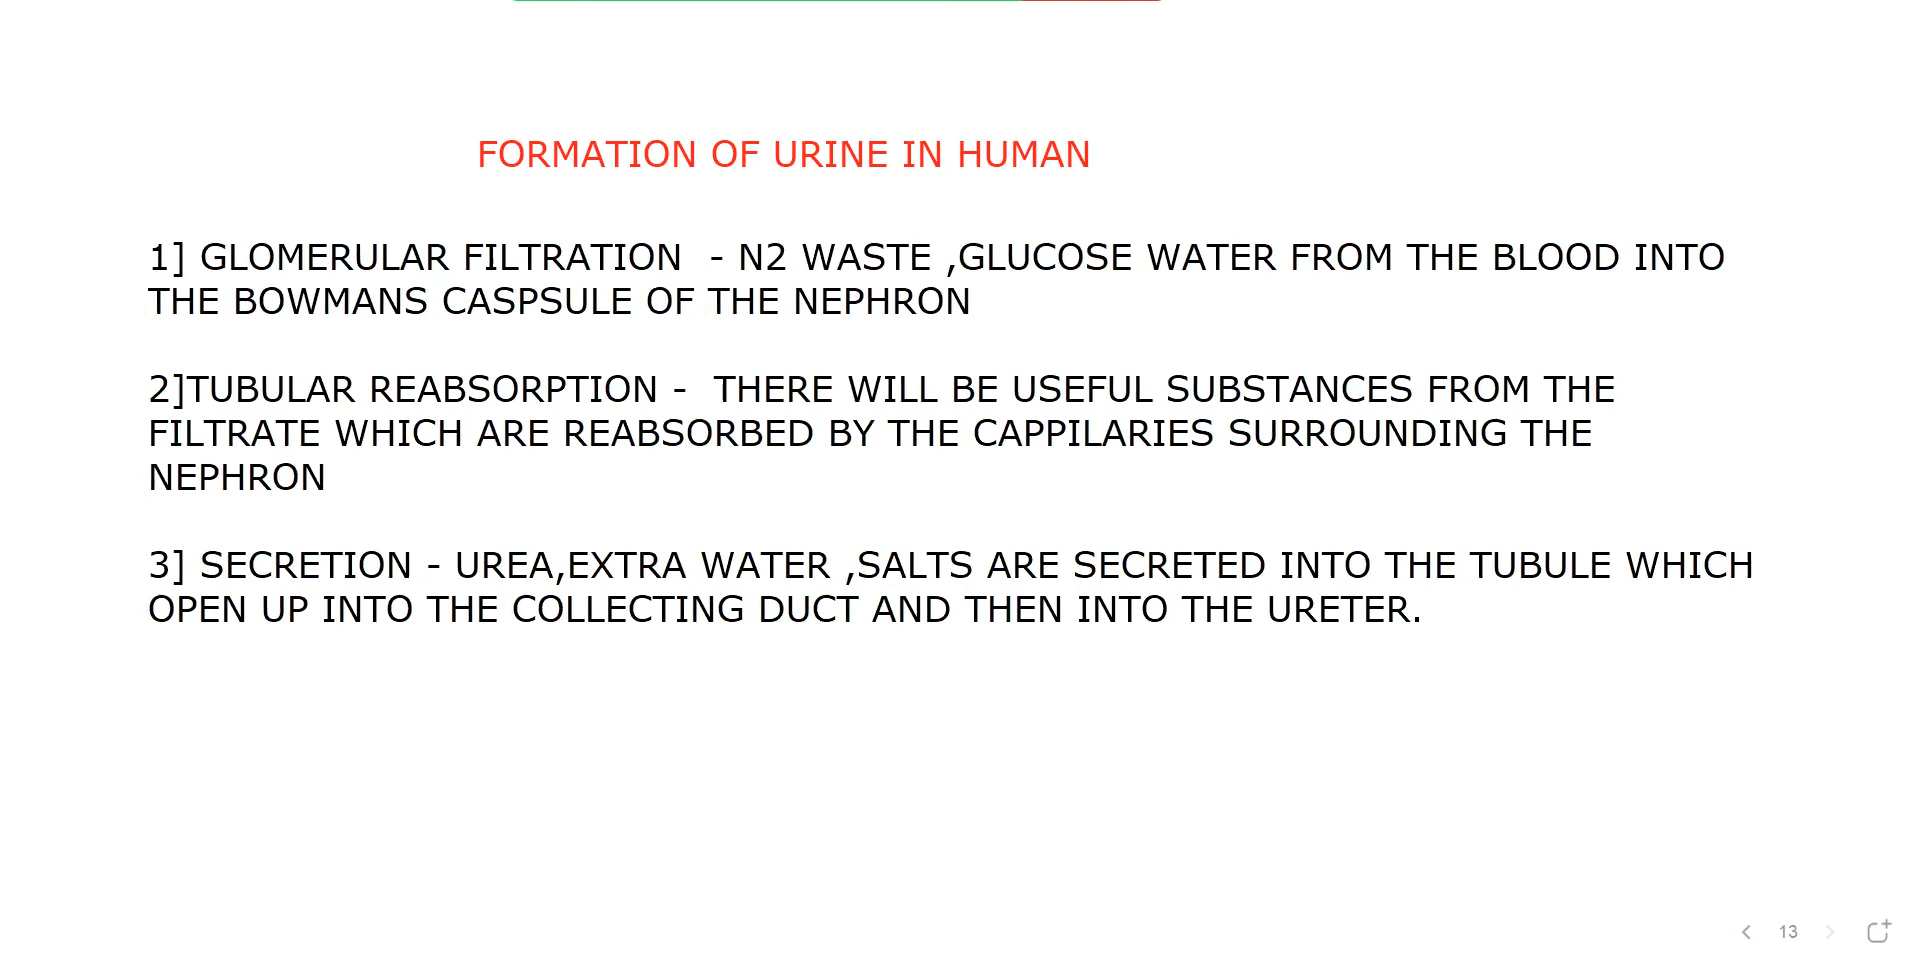 FORMATION OF URINE IN HUMAN
1] GLOMERULAR FILTRATION - N2 WASTE ,GLUCOSE WATER FROM THE BLOOD INTO
THE BOWMANS CASPSULE OF THE NEPHRON
2]TUBULAR REABSORPTION - THERE WILL BE USEFUL SUBSTANCES FROM THE
FILTRATE WHICH ARE REABSORBED BY THE CAPPILARIES SURROUNDING THE
NEPHRON
3] SECRETION - UREA,EXTRA WATER ,SALTS ARE SECRETED INTO THE TUBULE WHICH
OPEN UP INTO THE COLLECTING DUCT AND THEN INTO THE URETER.
13